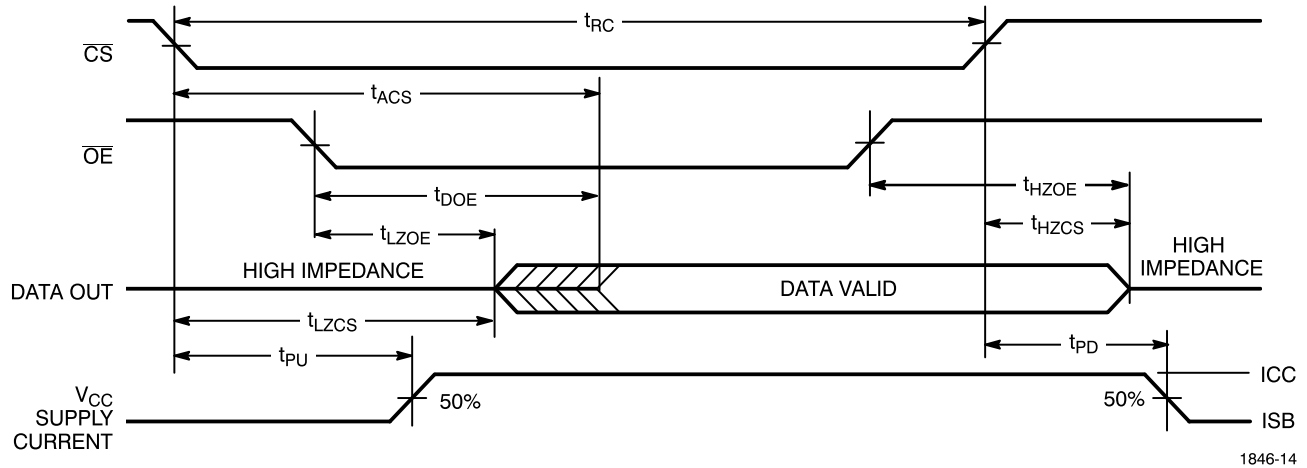 tRC
CS
tACS
OE
tDOE
tHZOE
tLZOE
tHZCS
HIGH IMPEDANCE
HIGH
IMPEDANCE
DATA OUT
DATA VALID
tLZCS
tPU
tPD
VCC
SUPPLY
CURRENT
50%
50%
ICC
ISB
1846-14